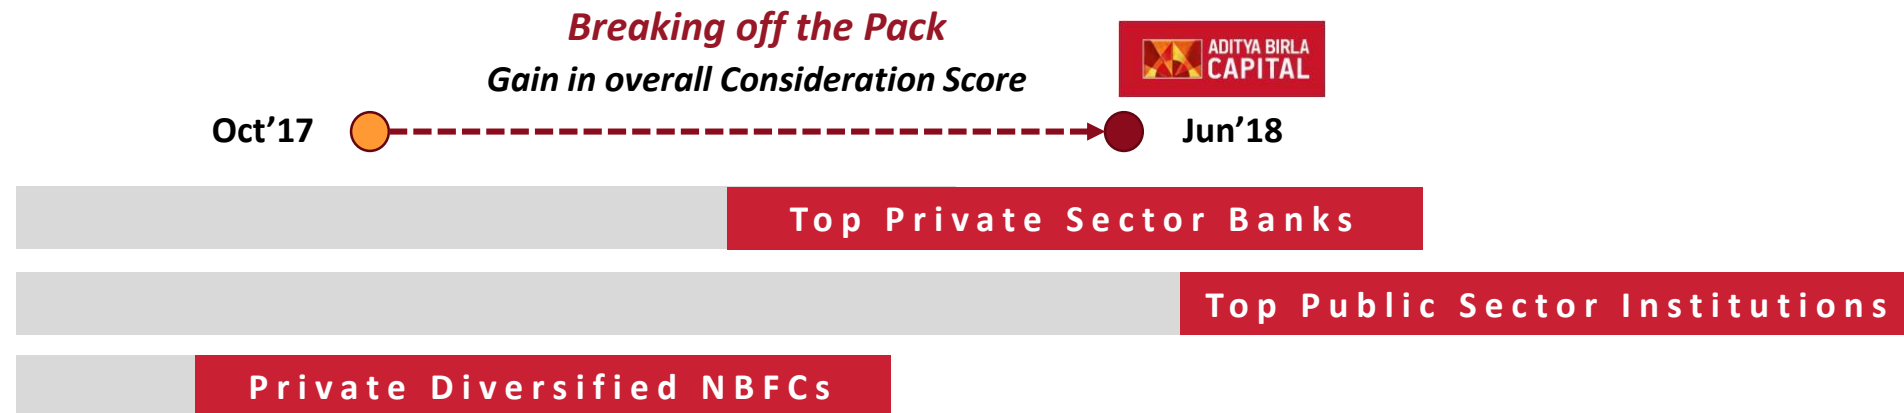 Breaking off the Pack
Gain in overall Consideration Score
ADITYA BIRLA
CAPITAL
Oct’17
Jun’18
Top Private Sector Banks
Top Public Sector Institutions
Private Diversified NBFCs